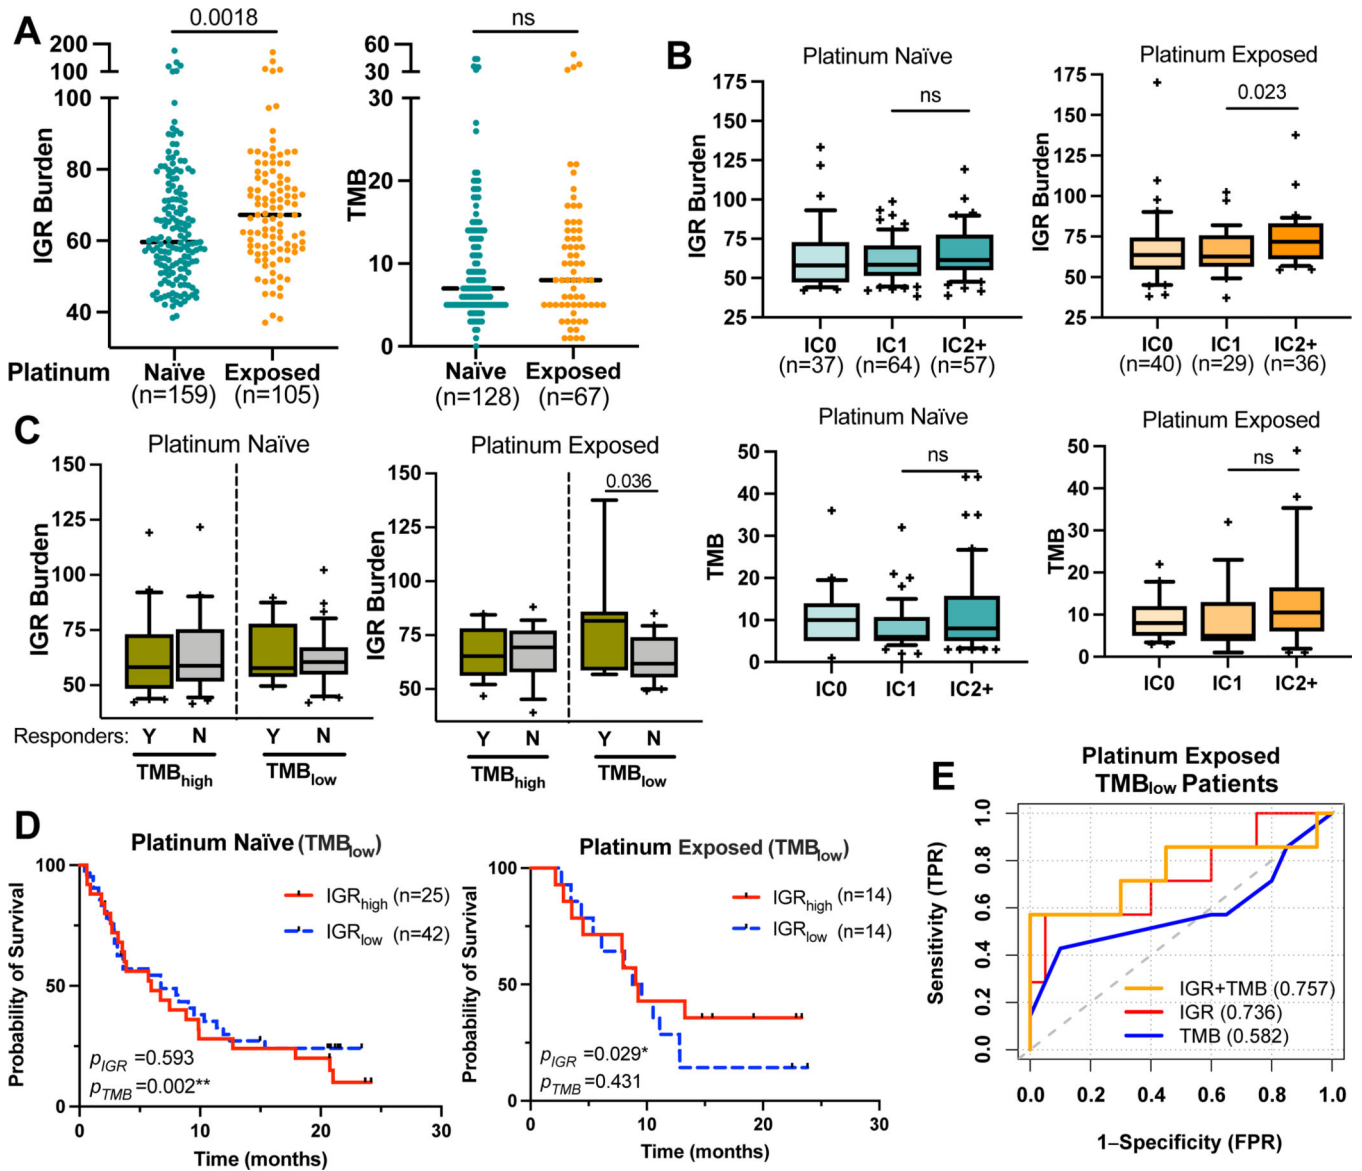 A
0.0018
IGR Burden
200
100
100
80
60
40
Platinum
Naïve
(n=159)
Exposed
(n=105)
ns
TMB
60
30
30
20
10
0
Naïve
(n=128)
Exposed
(n=67)
B
Platinum Naïve
ns
IGR Burden
175
150
125
100
75
50
25
IC0
(n=37)
IC1
(n=64)
IC2+
(n=57)
Platinum Exposed
0.023
IGR Burden
175
150
125
100
75
50
25
IC0
(n=40)
IC1
(n=29)
IC2+
(n=36)
Platinum Naïve
ns
TMB
50
40
30
20
10
0
IC0
IC1
IC2+
Platinum Exposed
ns
TMB
50
40
30
20
10
0
IC0
IC1
IC2+
C
Platinum Naïve
IGR Burden
150
125
100
75
50
Responders:
Y
N
Y
N
TMBhigh
TMBlow
Platinum Exposed
0.036
IGR Burden
150
125
100
75
50
Y
N
Y
N
TMBhigh
TMBlow
D
Platinum Naïve (TMBlow)
IGRhigh (n=25)
IGRlow (n=42)
Probability of Survival
100
50
0
pIGR =0.593
pTMB =0.002**
0
10
20
30
Time (months)
Platinum Exposed (TMBlow)
IGRhigh (n=14)
IGRlow (n=14)
Probability of Survival
100
50
0
pIGR =0.029*
pTMB =0.431
0
10
20
30
Time (months)
E
Platinum Exposed
TMBlow Patients
Sensitivity (TPR)
1.0
0.8
0.6
0.4
0.2
0.0
IGR+TMB (0.757)
IGR (0.736)
TMB (0.582)
0.0
0.2
0.4
0.6
0.8
1.0
1−Specificity (FPR)